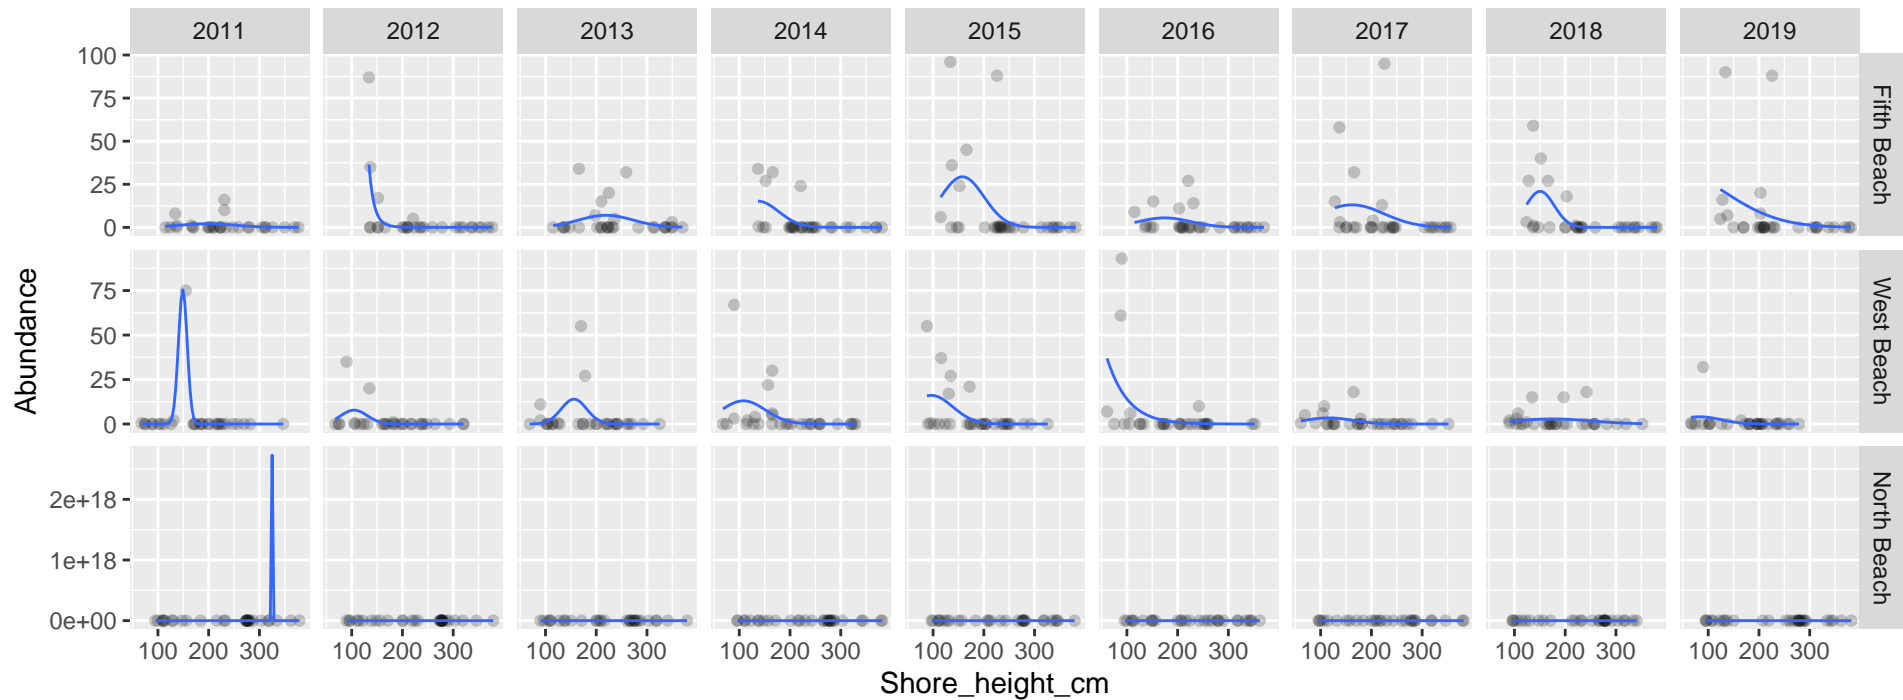 2011 2012 2013 2014 2015 2016 2017 2018 2019
100
75
50
25
0
Fifth Beach
75
50
25
0
West Beach
2e+18
1e+18
0e+00
North Beach
Abundance
100 200 300 100 200 300 100 200 300 100 200 300 100 200 300 100 200 300 100 200 300 100 200 300 100 200 300
Shore_height_cm